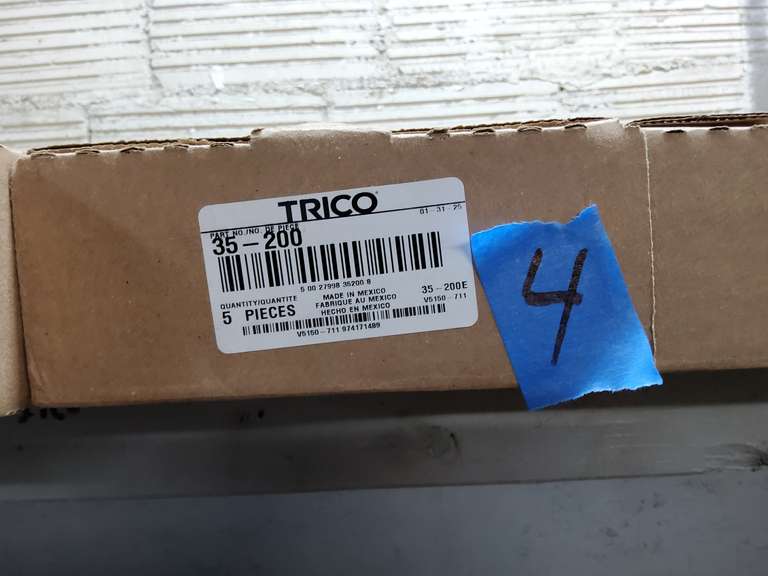 TRICO
01-31-25
PART NO./NO. DE PIECE
35-200
5 00 27998 35200 8
QUANTITY/QUANTITE
5 PIECES
MADE IN MEXICO
FABRIQUE AU MEXICO
HECHO EN MEXICO
35-200E
V5150-711
V5150-711 974171489
4